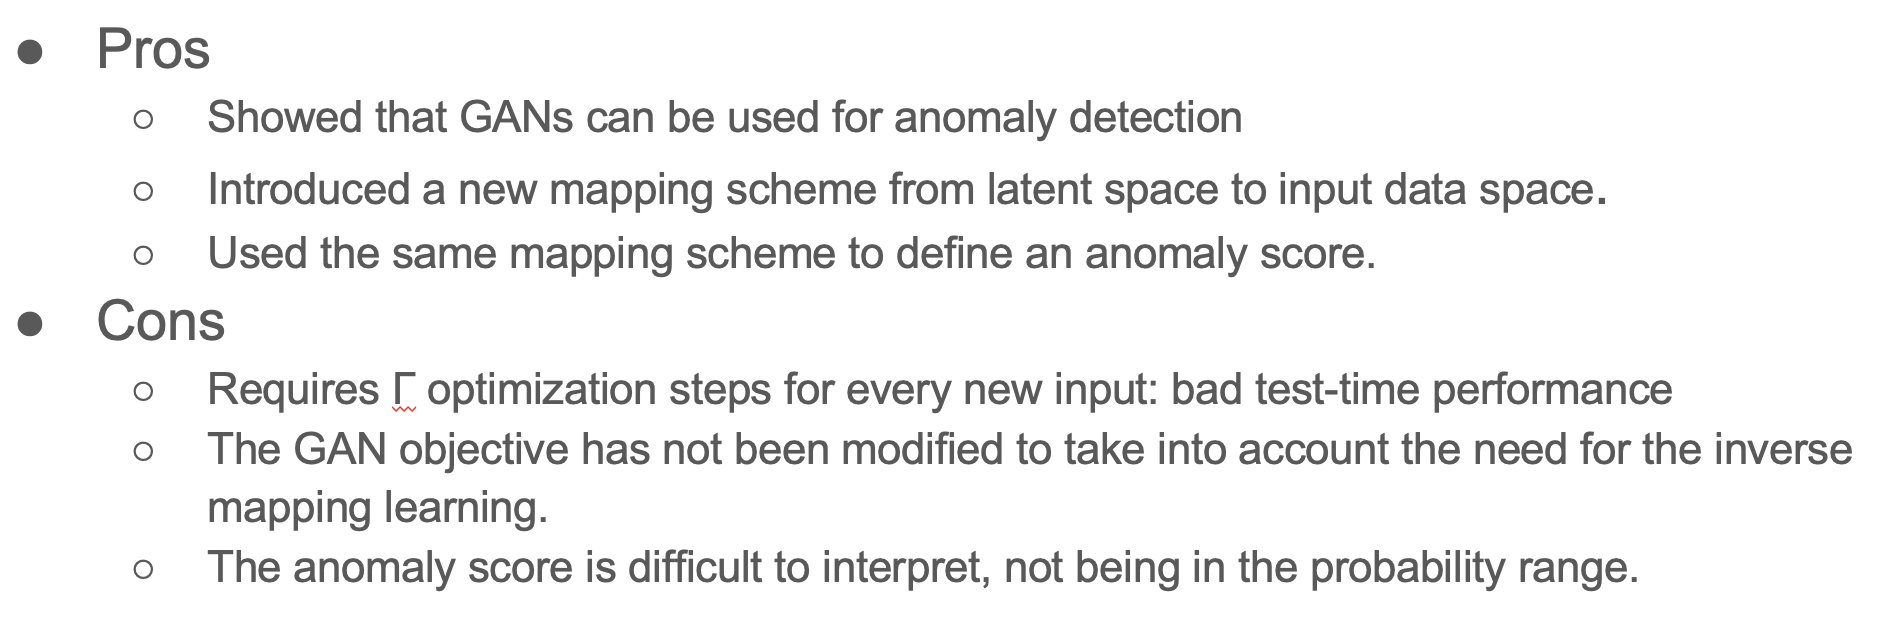 ● Pros
○ Showed that GANs can be used for anomaly detection
○ Introduced a new mapping scheme from latent space to input data space.
○ Used the same mapping scheme to define an anomaly score.
● Cons
○ Requires Γ optimization steps for every new input: bad test-time performance
○ The GAN objective has not been modified to take into account the need for the inverse
mapping learning.
○ The anomaly score is difficult to interpret, not being in the probability range.